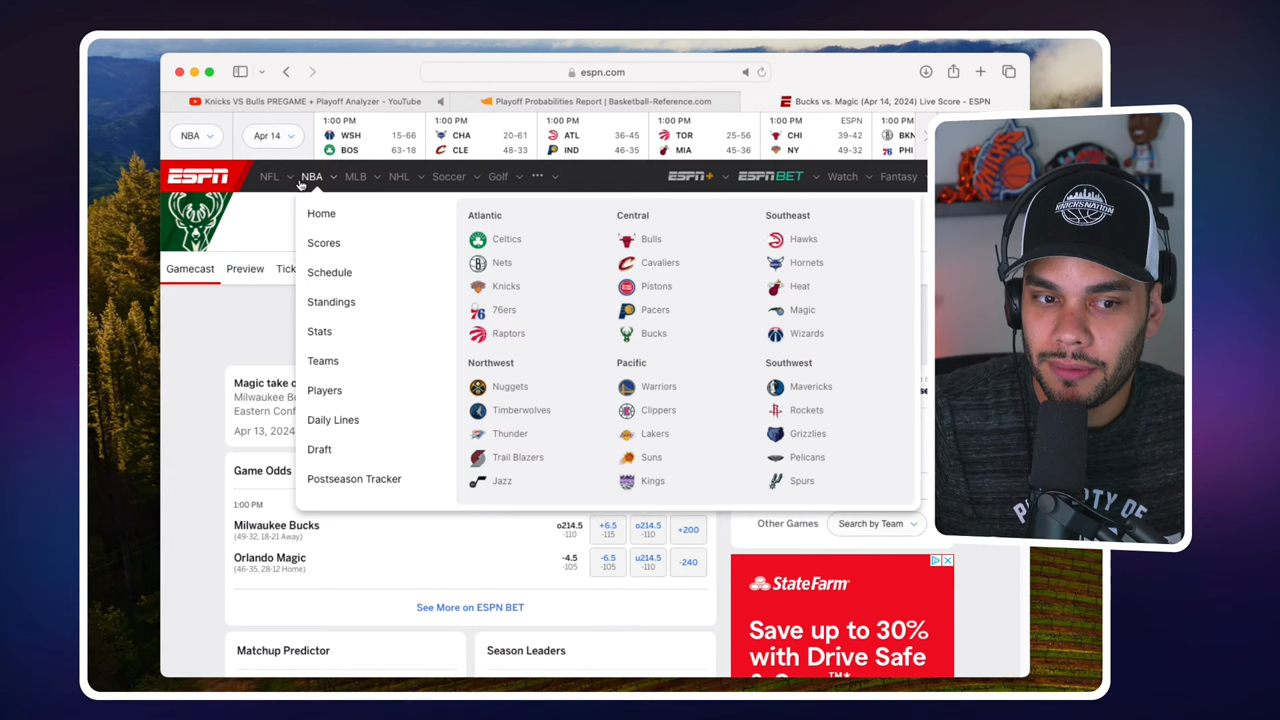 espn.com
Knicks VS Bulls PREGAME + Playoff Analyzer - YouTube
Playoff Probabilities Report | Basketball-Reference.com
Bucks vs. Magic (Apr 14, 2024) Live Score - ESPN
NBA
Apr 14
1:00 PM
WSH 15-66
BOS 63-18
1:00 PM
CHA 20-61
CLE 48-33
1:00 PM
ATL 36-45
IND 46-35
1:00 PM
TOR 25-56
MIA 45-36
1:00 PM ESPN
CHI 39-42
NY 49-32
1:00 PM
BKN
PHI
ESPN NFL NBA MLB NHL Soccer Golf ••• ESPN+ ESPN BET Watch Fantasy
Gamecast Preview Tick
Home
Scores
Schedule
Standings
Stats
Teams
Players
Daily Lines
Draft
Postseason Tracker
Atlantic
Celtics
Nets
Knicks
76ers
Raptors
Central
Bulls
Cavaliers
Pistons
Pacers
Bucks
Southeast
Hawks
Hornets
Heat
Magic
Wizards
Northwest
Nuggets
Timberwolves
Thunder
Trail Blazers
Jazz
Pacific
Warriors
Clippers
Lakers
Suns
Kings
Southwest
Mavericks
Rockets
Grizzlies
Pelicans
Spurs
Magic take o
Milwaukee B
Eastern Conf
Apr 13, 2024
Game Odds
1:00 PM
Milwaukee Bucks o214.5 +6.5 o214.5 +200
(49-32, 18-21 Away) -110 -115 -110
Orlando Magic -4.5 -6.5 u214.5 -240
(46-35, 28-12 Home) -105 -105 -110
See More on ESPN BET
Matchup Predictor
Season Leaders
Other Games Search by Team
StateFarm
Save up to 30%
with Drive Safe
KNICKSNATION
PROPERTY OF